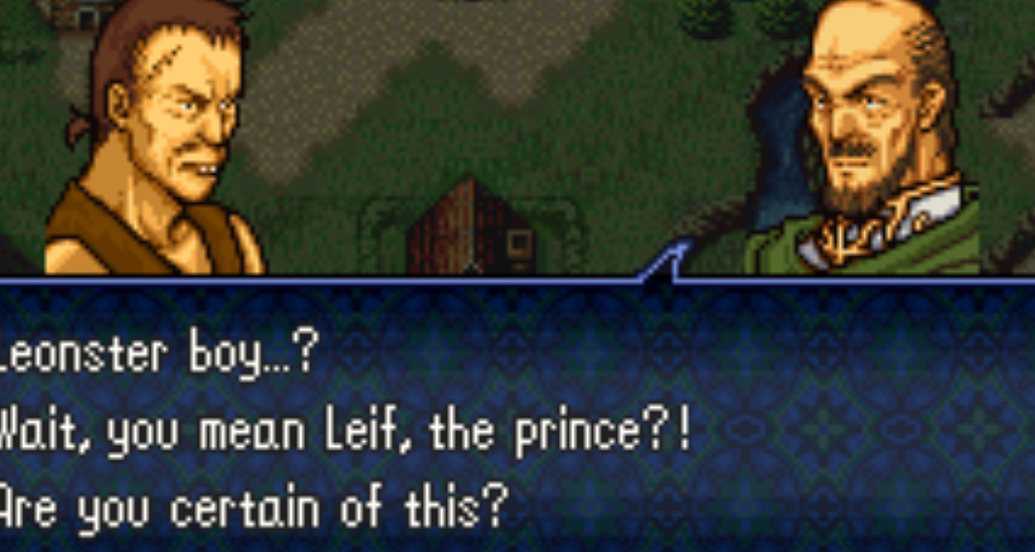 Leonster boy...?
Wait, you mean Leif, the prince?!
Are you certain of this?